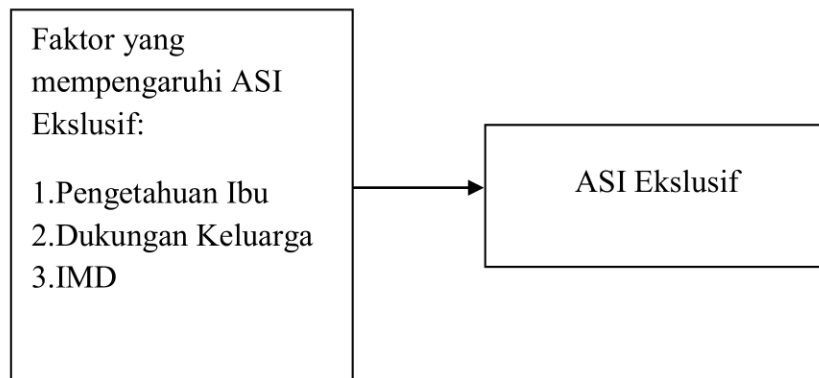 Faktor yang
mempengaruhi ASI
Ekslusif:
1.Pengetahuan Ibu
2.Dukungan Keluarga
3.IMD
ASI Ekslusif